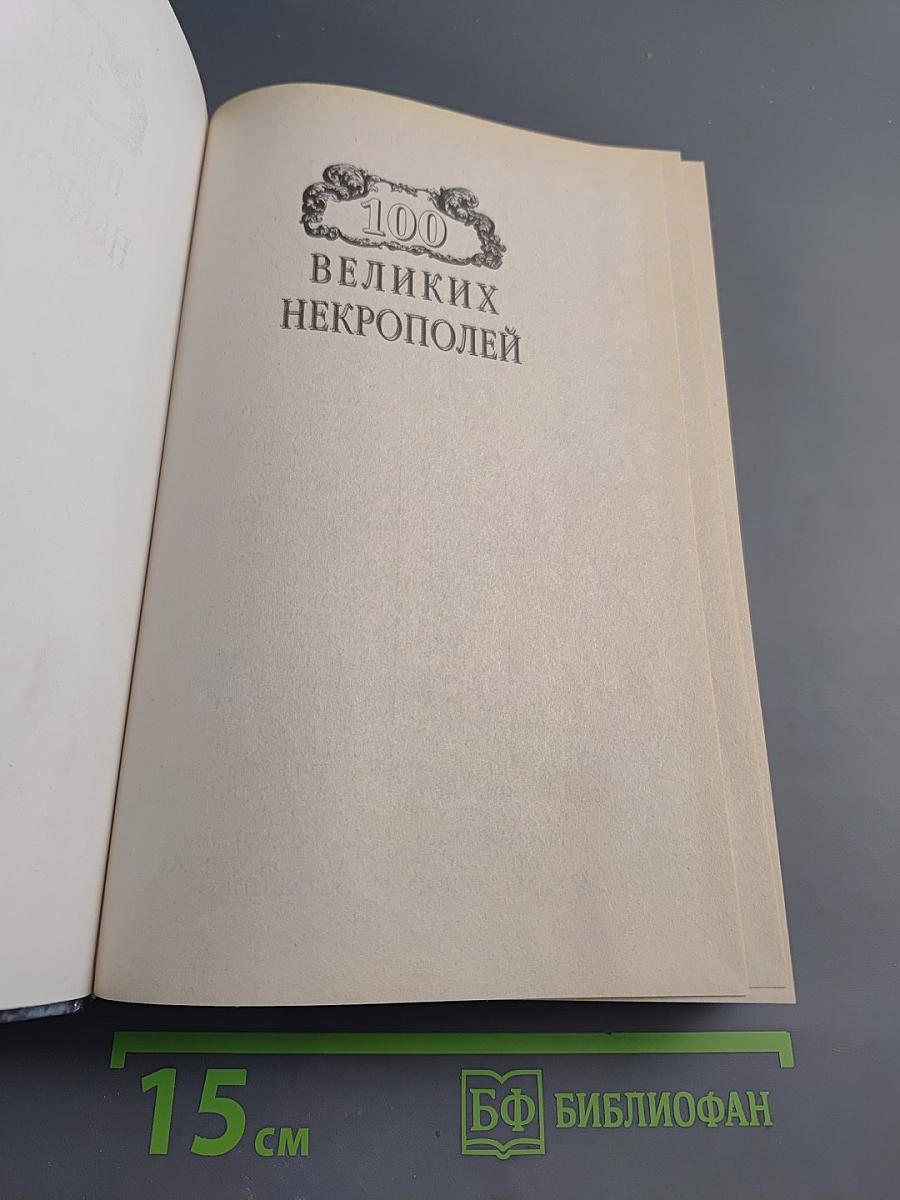 100
ВЕЛИКИХ
НЕКРОПОЛЕЙ
15 см
БФ БИБЛИОФАН